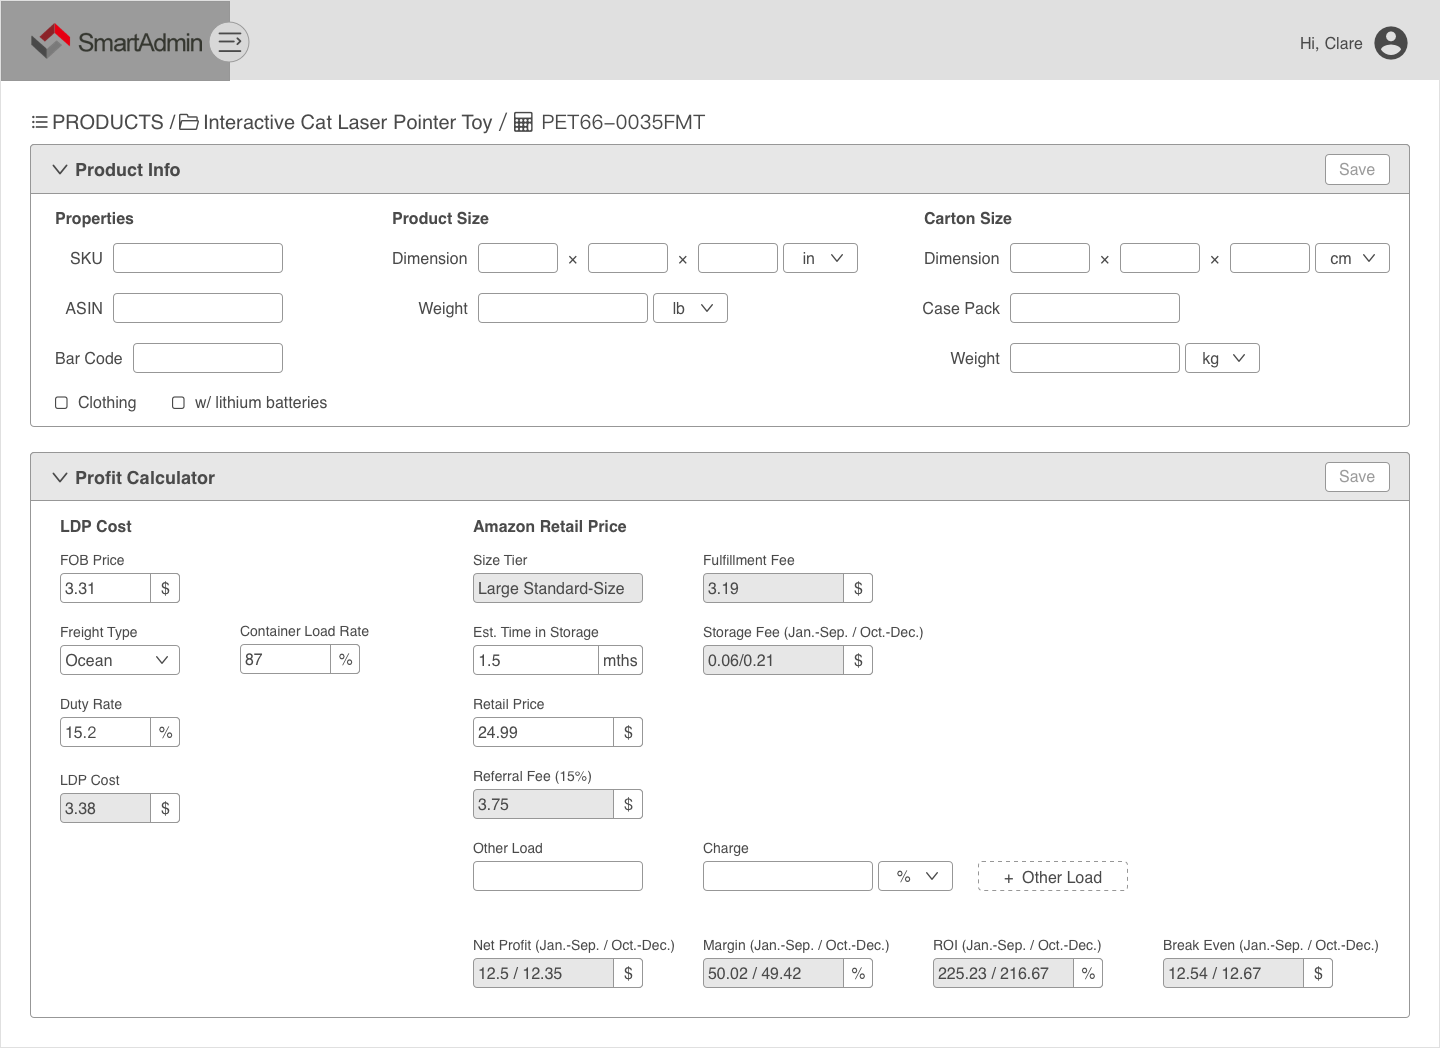 SmartAdmin
Hi, Clare
PRODUCTS / Interactive Cat Laser Pointer Toy / PET66–0035FMT
Product Info
Save
Properties
SKU
ASIN
Bar Code
Clothing
w/ lithium batteries
Product Size
Dimension × × in
Weight lb
Carton Size
Dimension × × cm
Case Pack
Weight kg
Profit Calculator
Save
LDP Cost
FOB Price
3.31 $
Freight Type
Ocean
Container Load Rate
87 %
Duty Rate
15.2 %
LDP Cost
3.38 $
Amazon Retail Price
Size Tier
Large Standard-Size
Fulfillment Fee
3.19 $
Est. Time in Storage
1.5 mths
Storage Fee (Jan.-Sep. / Oct.-Dec.)
0.06/0.21 $
Retail Price
24.99 $
Referral Fee (15%)
3.75 $
Other Load
Charge
%
+ Other Load
Net Profit (Jan.-Sep. / Oct.-Dec.)
12.5 / 12.35 $
Margin (Jan.-Sep. / Oct.-Dec.)
50.02 / 49.42 %
ROI (Jan.-Sep. / Oct.-Dec.)
225.23 / 216.67 %
Break Even (Jan.-Sep. / Oct.-Dec.)
12.54 / 12.67 $